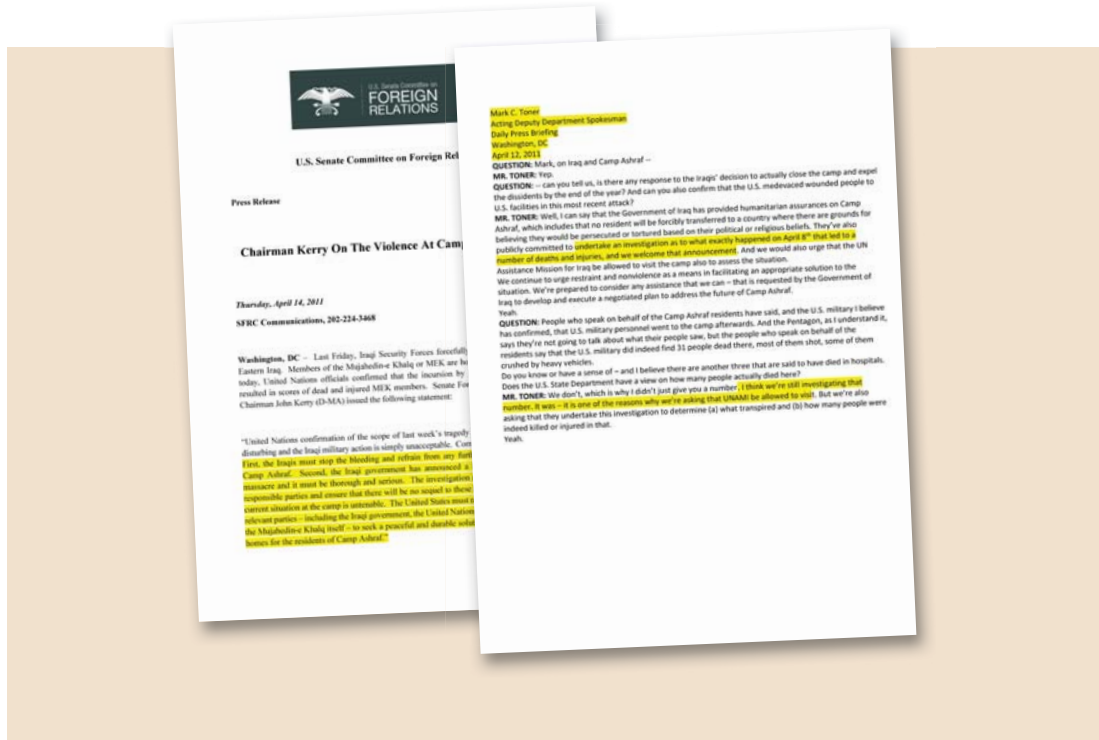 U.S. Senate Committee on
FOREIGN
RELATIONS
U.S. Senate Committee on Foreign Rel
Press Release
Chairman Kerry On The Violence At Camp
Thursday, April 14, 2011
SFRC Communications, 202-224-3468
Washington, DC – Last Friday, Iraqi Security Forces forcefully
Eastern Iraq. Members of the Mujahedin-e Khalq or MEK are
today, United Nations officials confirmed that the incursion by
resulted in scores of dead and injured MEK members. Senate
Chairman John Kerry (D-MA) issued the following statement:
“United Nations confirmation of the scope of last week’s tragedy
disturbing and the Iraqi military action is simply unacceptable.
First, the Iraqis must stop the bleeding and refrain from any
Camp Ashraf. Second, the Iraqi government has announced a
massacre and it must be thorough and serious. The investigation
responsible parties and ensure that there will be no sequel to these
current situation at the camp is untenable. The United States must
relevant parties – including the Iraqi government, the United Nation
the Mujahedin-e Khalq itself – to seek a peaceful and durable
homes for the residents of Camp Ashraf.”
Mark C. Toner
Acting Deputy Department Spokesman
Daily Press Briefing
Washington, DC
April 12, 2011
QUESTION: Mark, on Iraq and Camp Ashraf --
MR. TONER: Yep.
QUESTION: -- can you tell us, is there any response to the Iraqis' decision to actually close the camp and expel
the dissidents by the end of the year? And can you also confirm that the U.S. medevaced wounded people to
U.S. facilities in this most recent attack?
MR. TONER: Well, I can say that the Government of Iraq has provided humanitarian assurances on Camp
Ashraf, which includes that no resident will be forcibly transferred to a country where there are grounds for
believing they would be persecuted or tortured based on their political or religious beliefs. They've also
publicly committed to undertake an investigation as to what exactly happened on April 8th that led to a
number of deaths and injuries, and we welcome that announcement. And we would also urge that the UN
Assistance Mission for Iraq be allowed to visit the camp also to assess the situation.
We continue to urge restraint and nonviolence as a means in facilitating an appropriate solution to the
situation. We're prepared to consider any assistance that we can – that is requested by the Government of
Iraq to develop and execute a negotiated plan to address the future of Camp Ashraf.
Yeah.
QUESTION: People who speak on behalf of the Camp Ashraf residents have said, and the U.S. military I believe
has confirmed, that U.S. military personnel went to the camp afterwards. And the Pentagon, as I understand it,
says they're not going to talk about what their people saw, but the people who speak on behalf of the
residents say that the U.S. military did indeed find 31 people dead there, most of them shot, some of them
crushed by heavy vehicles.
Do you know or have a sense of – and I believe there are another three that are said to have died in hospitals.
Does the U.S. State Department have a view on how many people actually died here?
MR. TONER: We don't, which is why I didn't just give you a number. I think we're still investigating that
number. It was – it is one of the reasons why we're asking that UNAMI be allowed to visit. But we're also
asking that they undertake this investigation to determine (a) what transpired and (b) how many people were
indeed killed or injured in that.
Yeah.